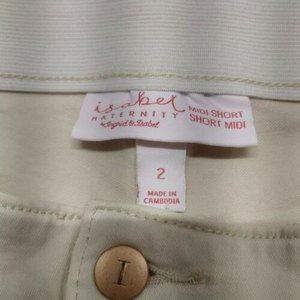 isabel
MATERNITY
by Ingrid & Isabel
MIDI SHORT
SHORT MIDI
2
MADE IN
CAMBODIA
I